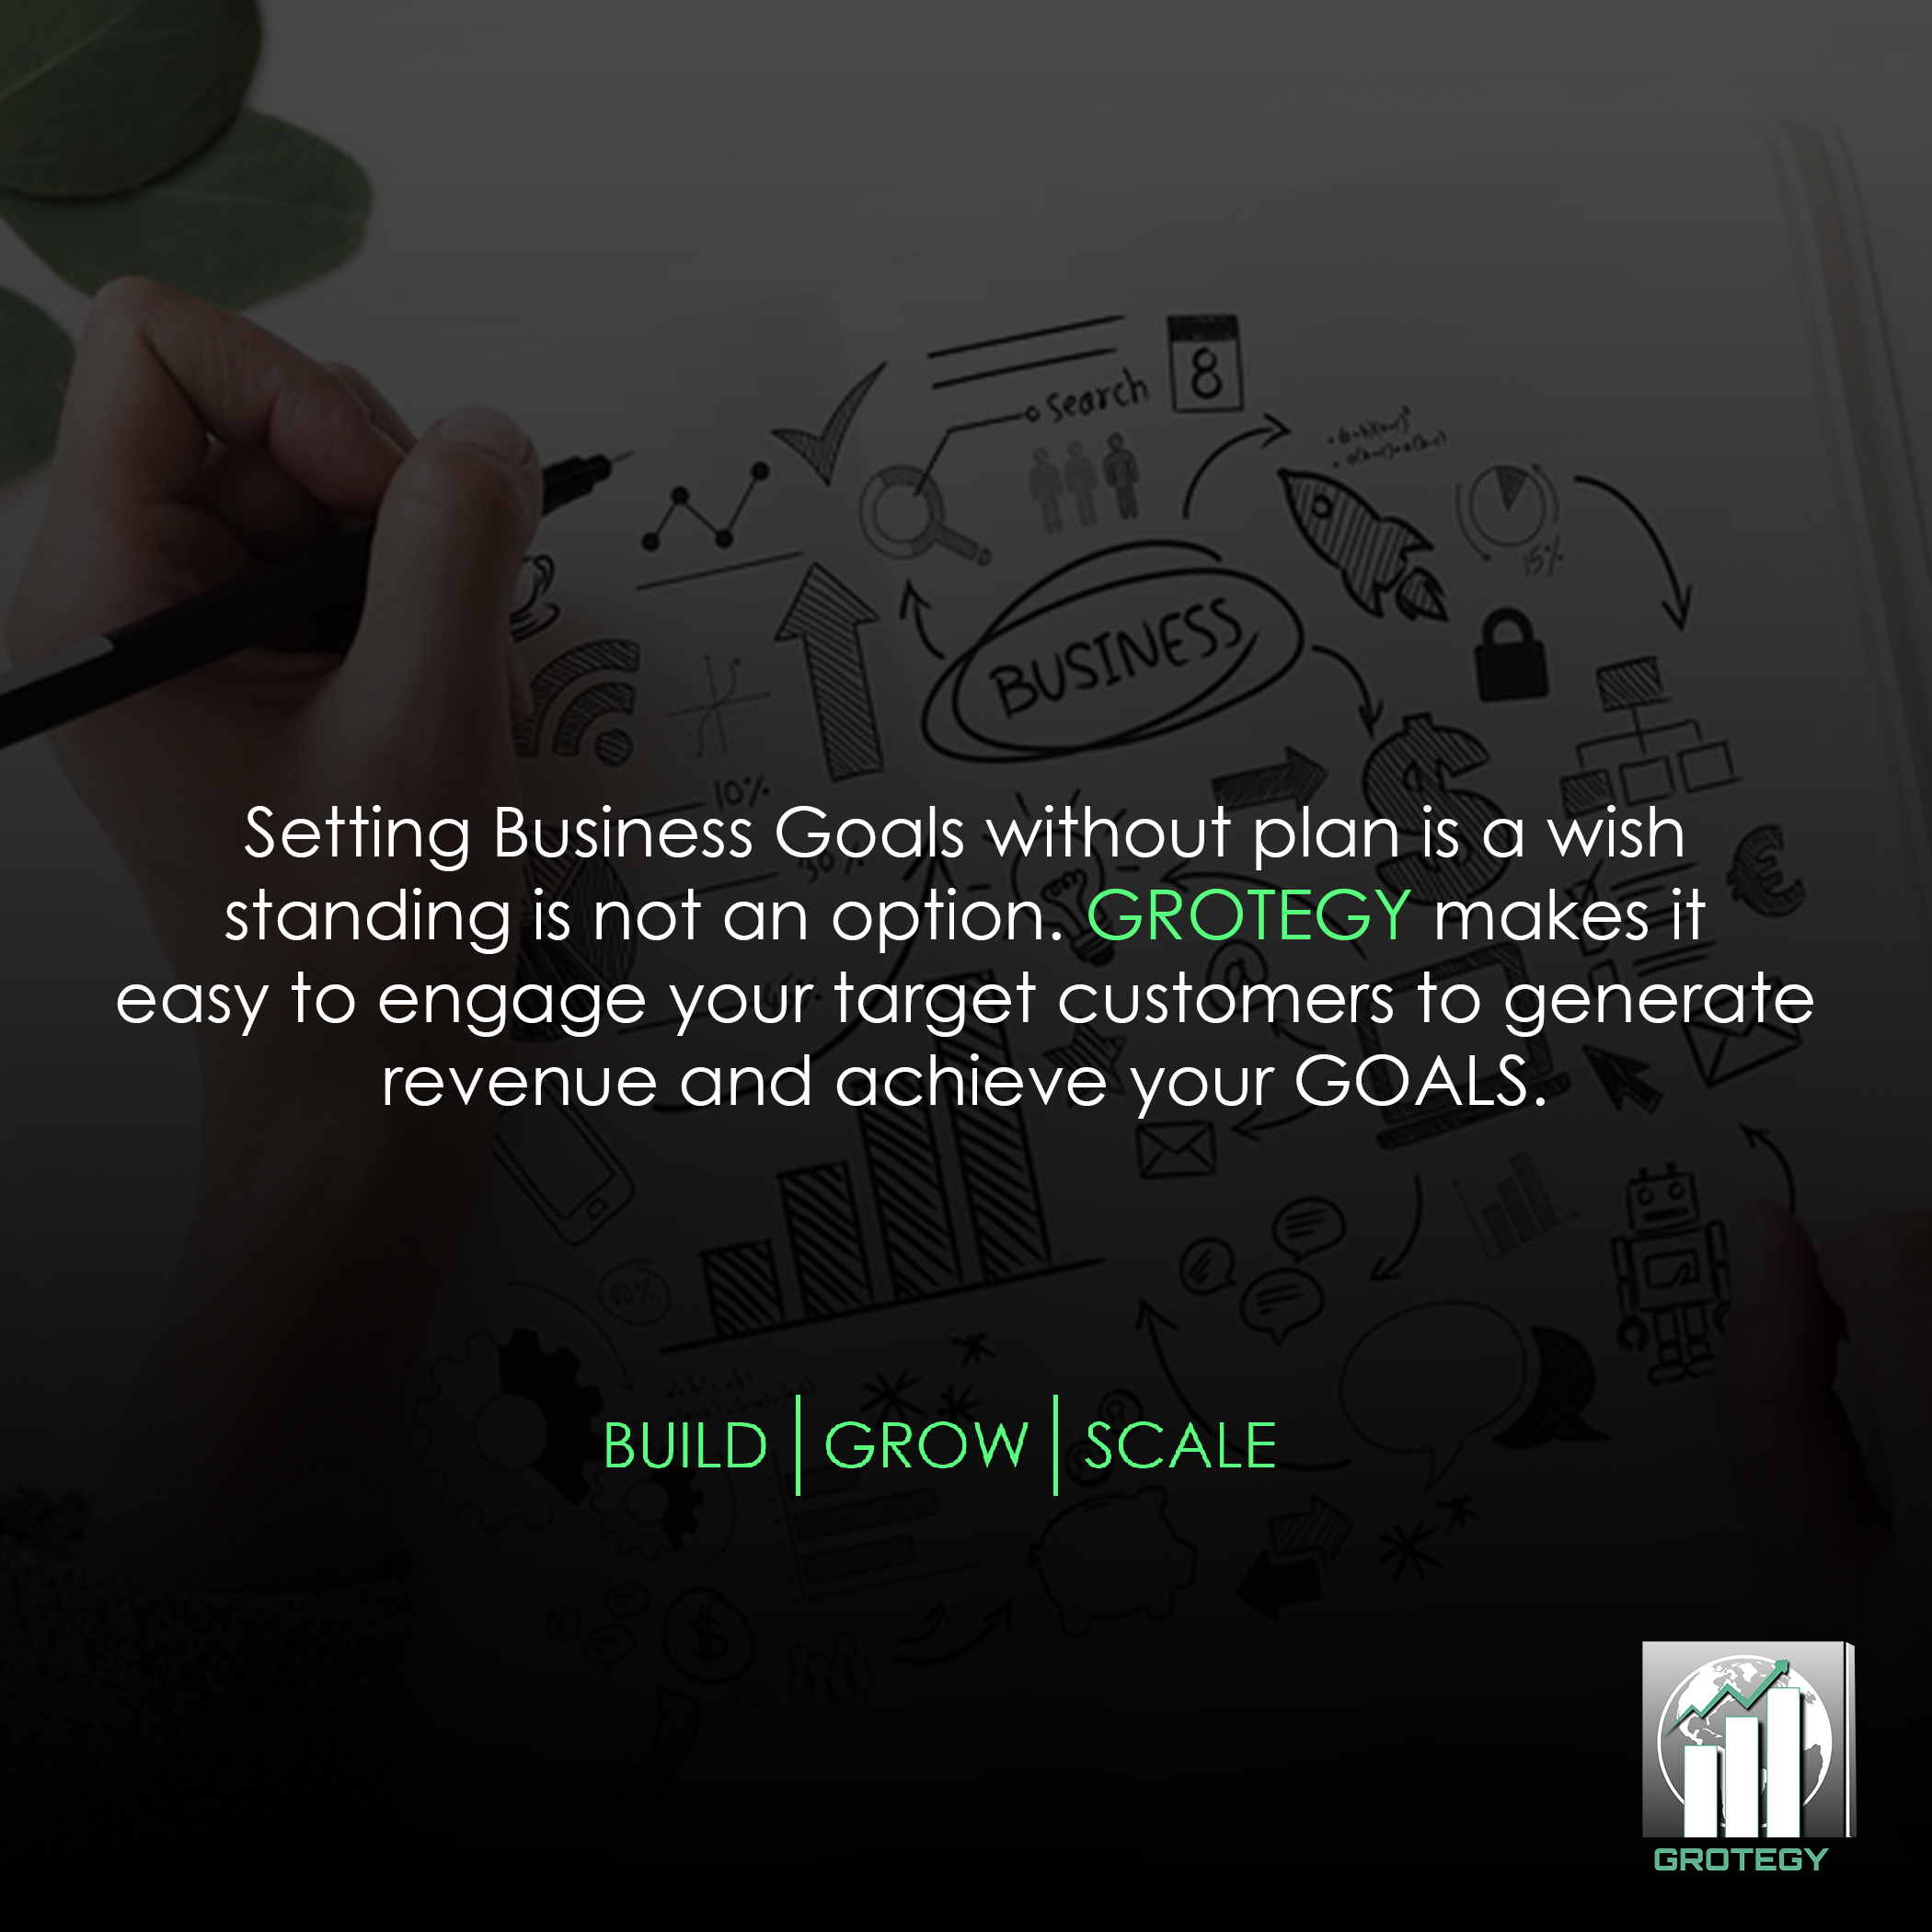 Search
8
15%
BUSINESS
10%
Setting Business Goals without plan is a wish
standing is not an option. GROTEGY makes it
easy to engage your target customers to generate
revenue and achieve your GOALS.
BUILD | GROW | SCALE
GROTEGY